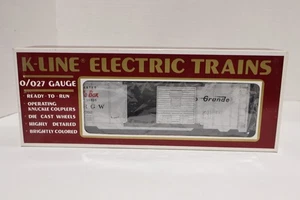 K-LINE ELECTRIC TRAINS
O/027 GAUGE
READY - TO - RUN
• OPERATING
KNUCKLE COUPLERS
• DIE CAST WHEELS
• HIGHLY DETAILED
• BRIGHTLY COLORED
Rio Grande